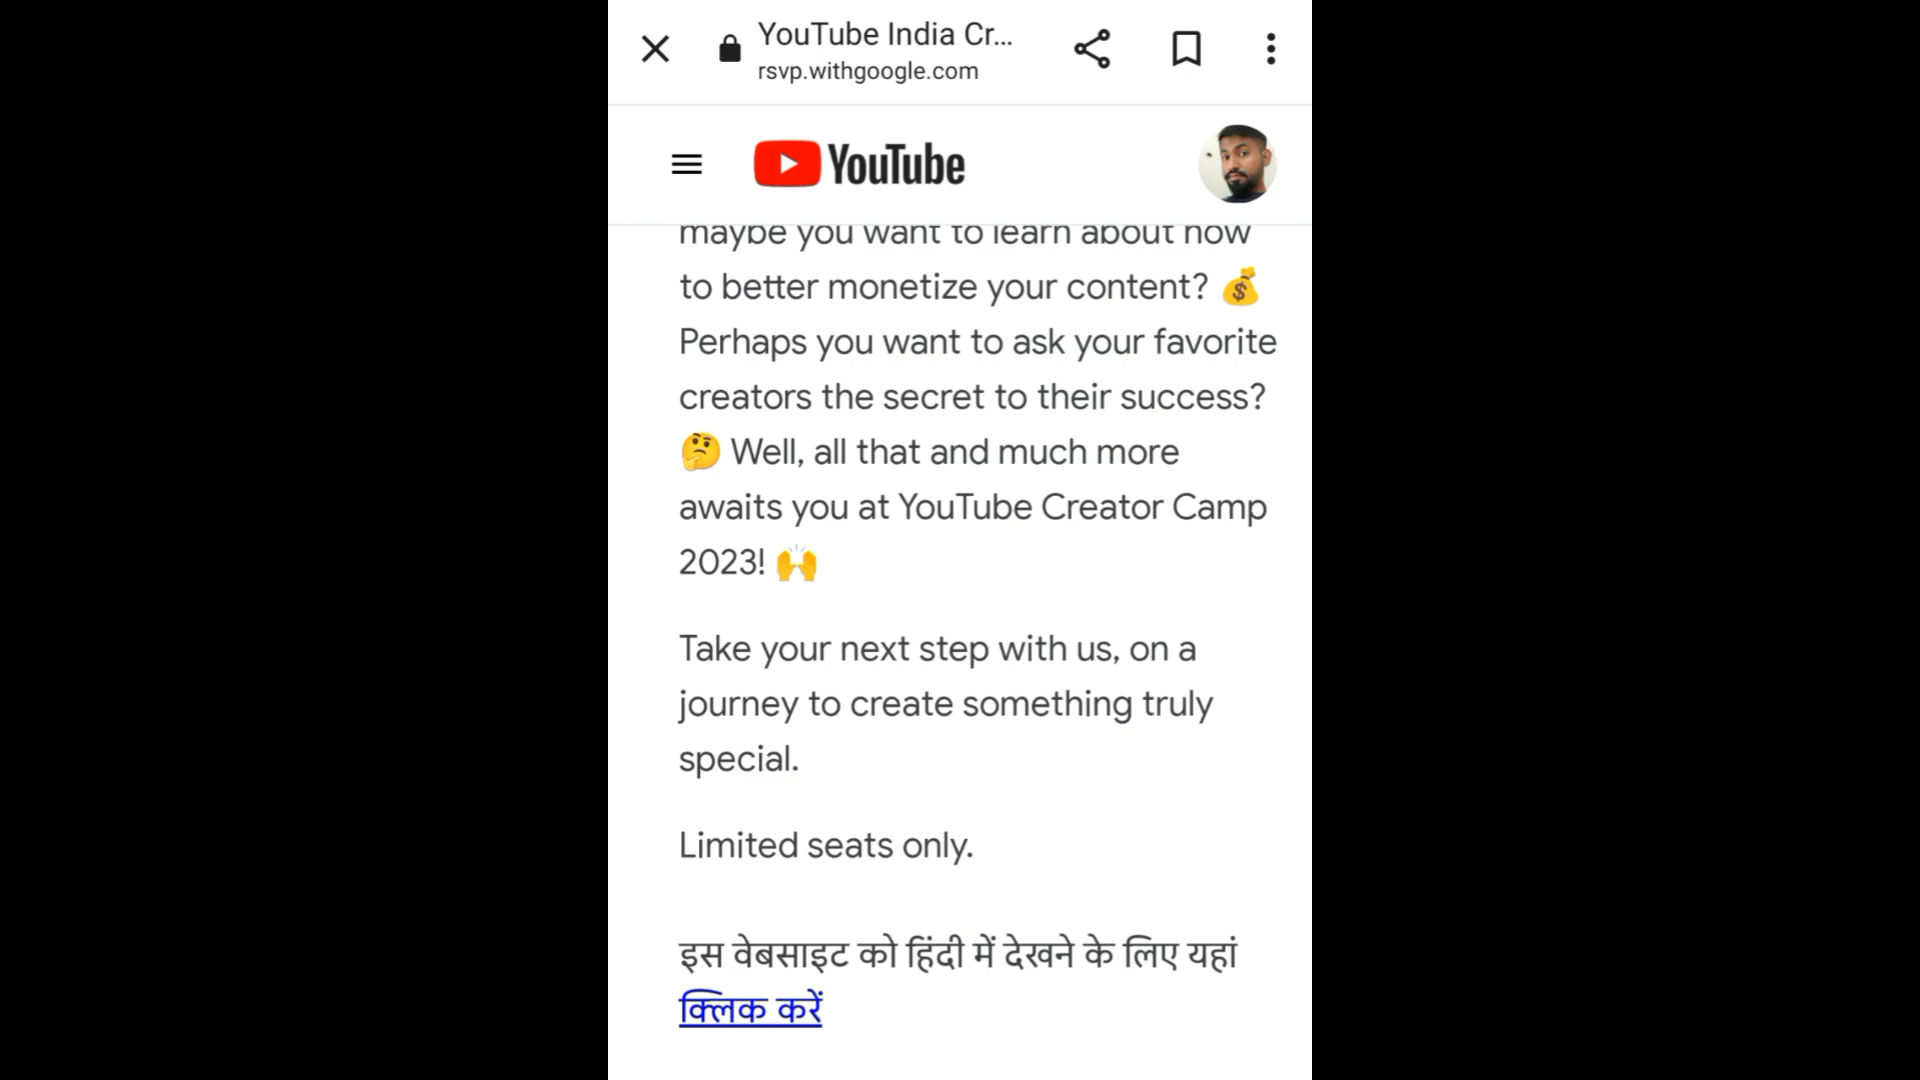 YouTube India Cr...
rsvp.withgoogle.com
YouTube
maybe you want to learn about how
to better monetize your content? 💰
Perhaps you want to ask your favorite
creators the secret to their success?
🤔 Well, all that and much more
awaits you at YouTube Creator Camp
2023! 🙌
Take your next step with us, on a
journey to create something truly
special.
Limited seats only.
इस वेबसाइट को हिंदी में देखने के लिए यहां
क्लिक करें